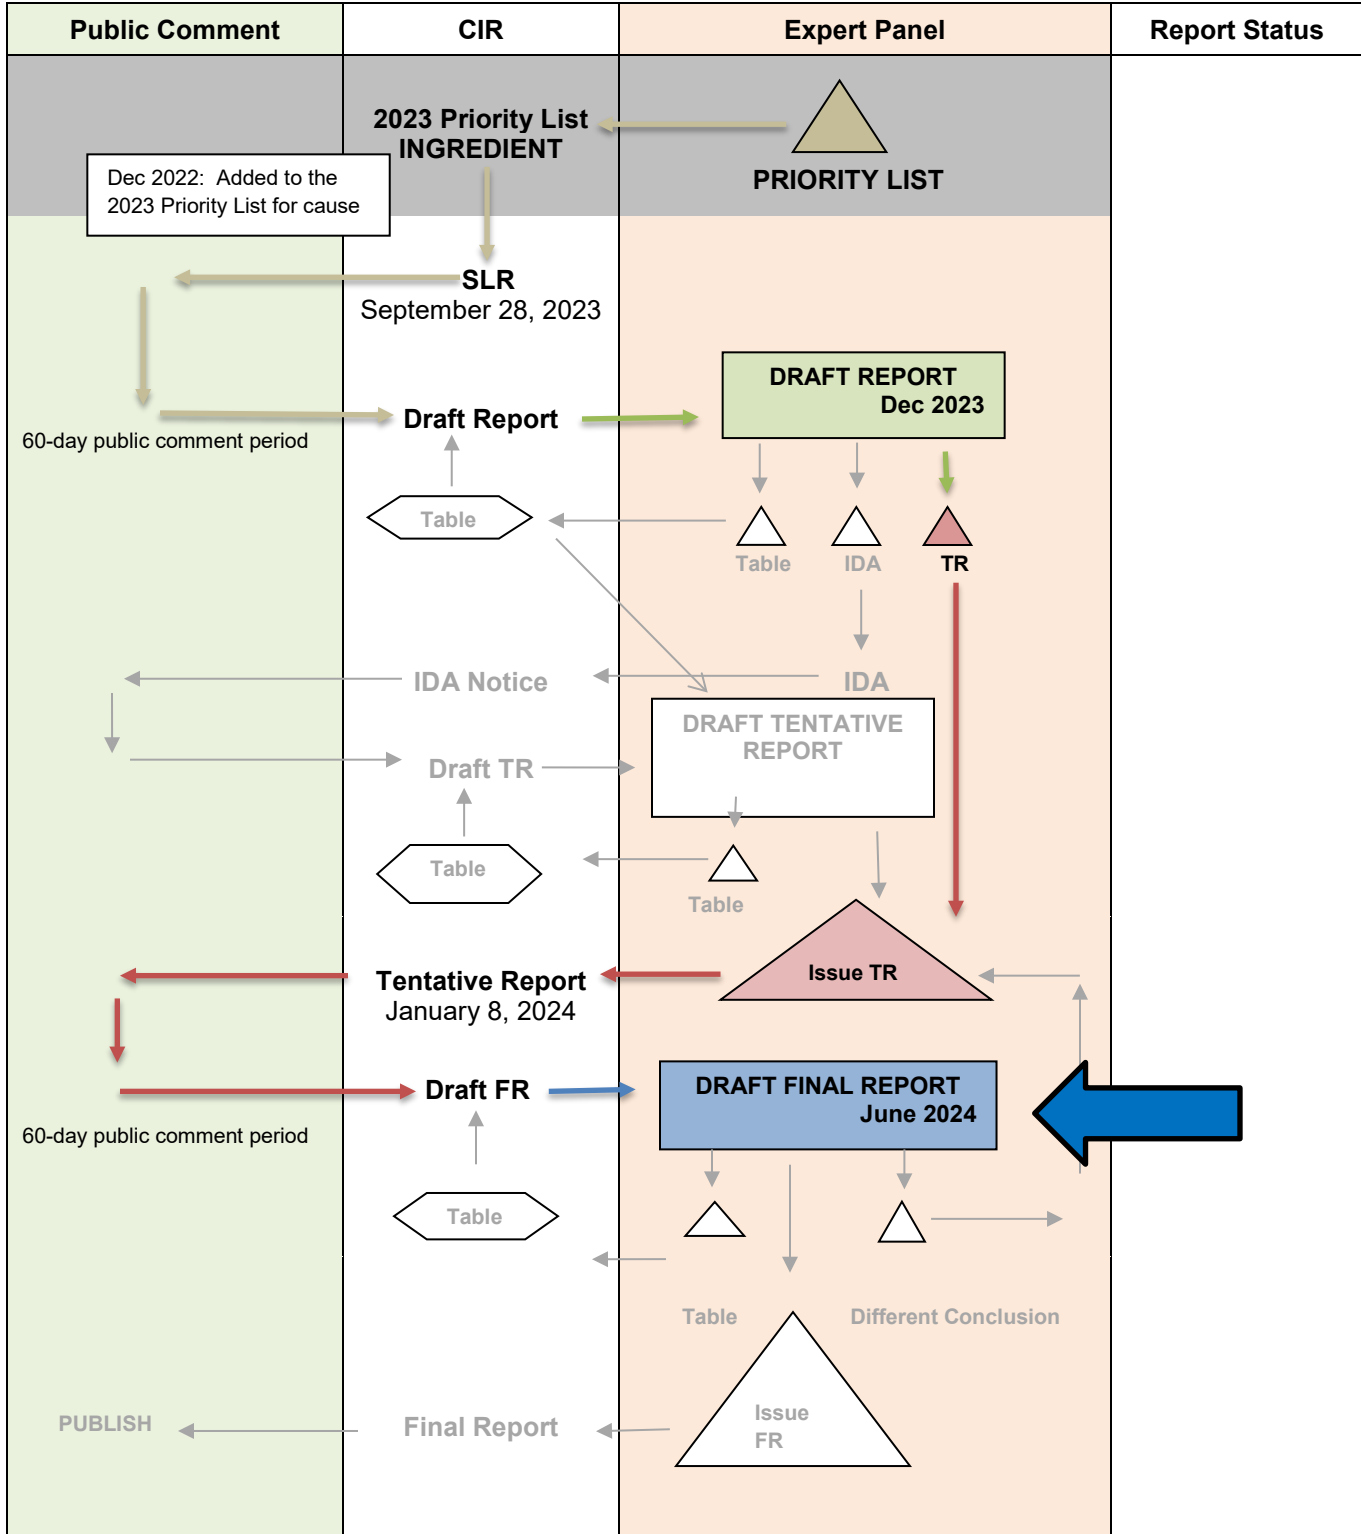 Public Comment
CIR
Expert Panel
Report Status
2023 Priority List
INGREDIENT
PRIORITY LIST
Dec 2022:  Added to the
2023 Priority List for cause
SLR
September 28, 2023
DRAFT REPORT
Dec 2023
60-day public comment period
Draft Report
Table
Table
IDA
TR
IDA Notice
IDA
DRAFT TENTATIVE
REPORT
Draft TR
Table
Table
Tentative Report
January 8, 2024
Issue TR
Draft FR
DRAFT FINAL REPORT
June 2024
60-day public comment period
Table
Table
Different Conclusion
PUBLISH
Final Report
Issue
FR